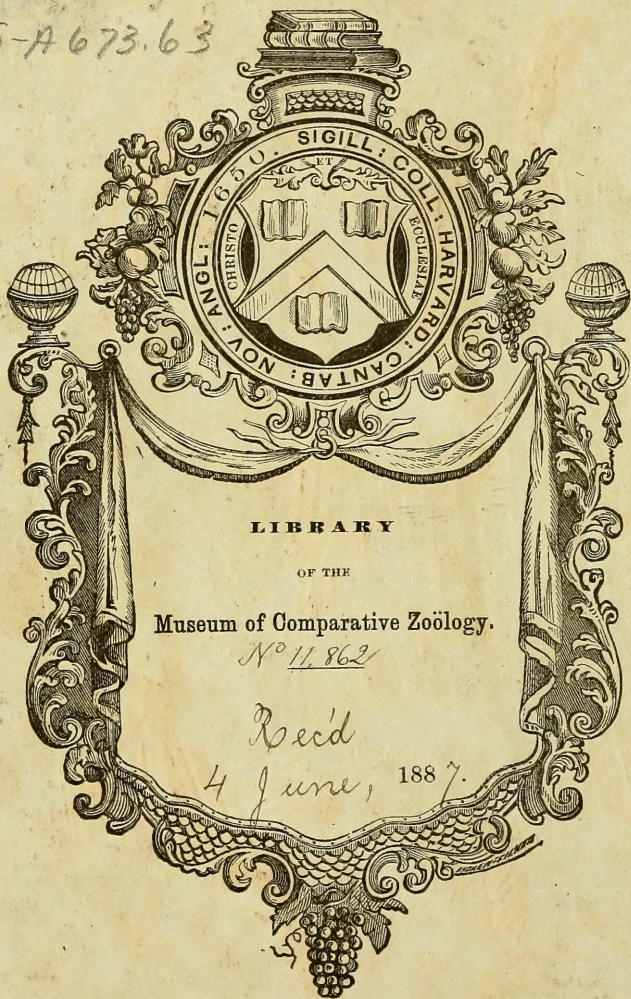 S-A 673.63
SIGILL: COLL: HARVARD: CANTAB: NOV: ANGL: 1650.
CHRISTO ET ECCLESIAE
LIBRARY
OF THE
Museum of Comparative Zoölogy.
No 11,862
Rec'd
4 June, 1887.